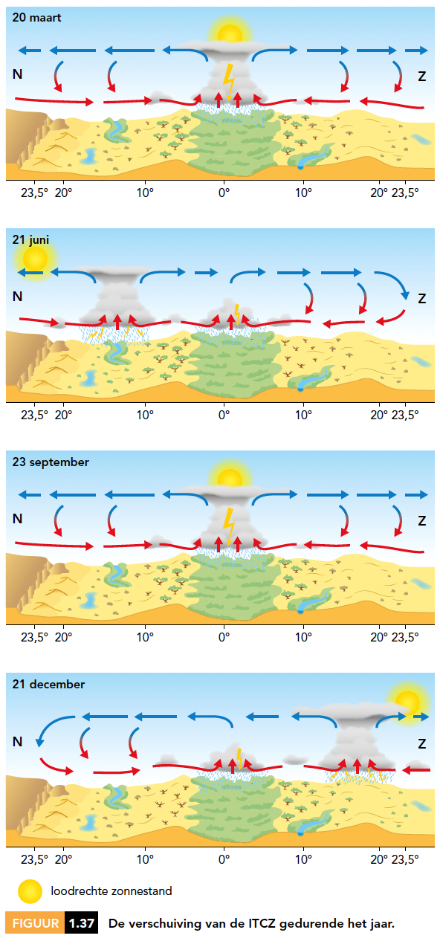 20 maart
N
Z
23,5° 20° 10° 0° 10° 20° 23,5°
21 juni
N
Z
23,5° 20° 10° 0° 10° 20° 23,5°
23 september
N
Z
23,5° 20° 10° 0° 10° 20° 23,5°
21 december
N
Z
23,5° 20° 10° 0° 10° 20° 23,5°
loodrechte zonnestand
FIGUUR 1.37 De verschuiving van de ITCZ gedurende het jaar.